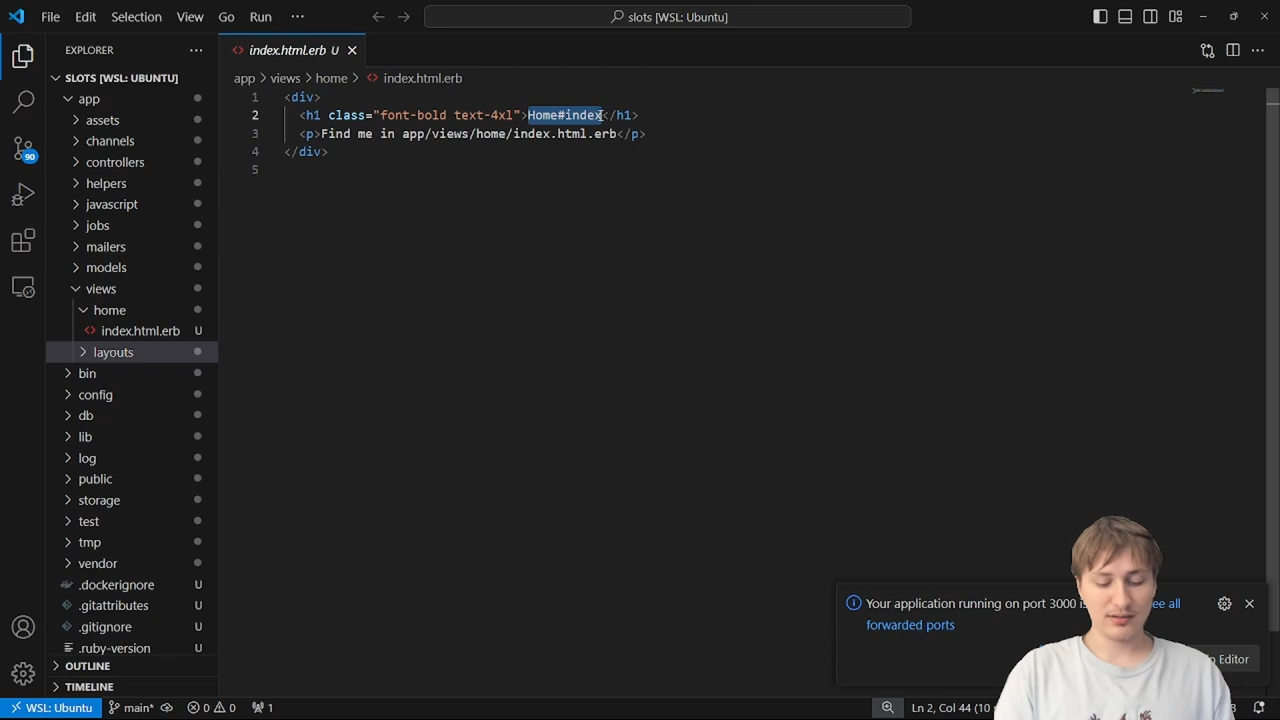 File Edit Selection View Go Run ···
slots [WSL: Ubuntu]
EXPLORER ···
index.html.erb U
SLOTS [WSL: UBUNTU]
app
assets
channels
controllers
helpers
javascript
jobs
mailers
models
views
home
index.html.erb U
layouts
bin
config
db
lib
log
public
storage
test
tmp
vendor
.dockerignore U
.gitattributes U
.gitignore U
.ruby-version U
OUTLINE
TIMELINE
90
app > views > home > index.html.erb
1 <div>
2 <h1 class="font-bold text-4xl">Home#index</h1>
3 <p>Find me in app/views/home/index.html.erb</p>
4 </div>
5
Your application running on port 3000 ee all
forwarded ports
Editor
WSL: Ubuntu main* 0 0 1 Ln 2, Col 44 (10